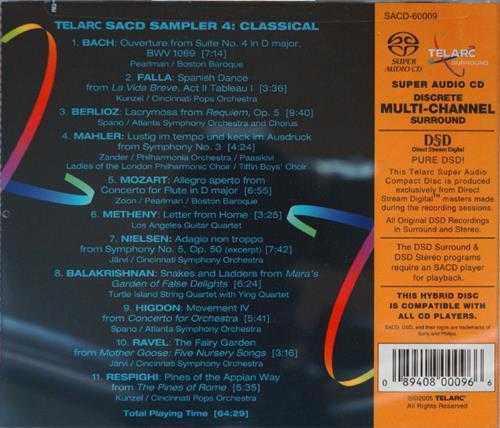 TELARC SACD SAMPLER 4: CLASSICAL
1. BACH: Ouverture from Suite No. 4 in D major,
BWV 1069 [7:14]
Pearlman / Boston Baroque
2. FALLA: Spanish Dance
from La Vida Breve, Act II Tableau I [3:36]
Kunzel / Cincinnati Pops Orchestra
3. BERLIOZ: Lacrymosa from Requiem, Op. 5 [9:40]
Spano / Atlanta Symphony Orchestra and Chorus
4. MAHLER: Lustig im tempo und keck im Ausdruck
from Symphony No. 3 [4:24]
Zander / Philharmonia Orchestra / Paasikivi
Ladies of the London Philharmonic Choir / Tiffin Boys' Choir
5. MOZART: Allegro aperto from
Concerto for Flute in D major [6:55]
Zoon / Pearlman / Boston Baroque
6. METHENY: Letter from Home [3:25]
Los Angeles Guitar Quartet
7. NIELSEN: Adagio non troppo
from Symphony No. 5, Op. 50 (excerpt) [7:42]
Järvi / Cincinnati Symphony Orchestra
8. BALAKRISHNAN: Snakes and Ladders from Mara's
Garden of False Delights [6:24]
Turtle Island String Quartet with Ying Quartet
9. HIGDON: Movement IV
from Concerto for Orchestra [5:41]
Spano / Atlanta Symphony Orchestra
10. RAVEL: The Fairy Garden
from Mother Goose: Five Nursery Songs [3:16]
Järvi / Cincinnati Symphony Orchestra
11. RESPIGHI: Pines of the Appian Way
from The Pines of Rome [5:35]
Kunzel / Cincinnati Pops Orchestra
Total Playing Time [64:29]
SACD-60009
SUPER AUDIO CD
TELARC
SURROUND
SUPER AUDIO CD
DISCRETE
MULTI-CHANNEL
SURROUND
DSD
Direct Stream Digital
PURE DSD!
This Telarc Super Audio
Compact Disc is produced
exclusively from Direct
Stream Digital™ masters made
during the recording sessions.
All Original DSD Recordings
in Surround and Stereo.
The DSD Surround &
DSD Stereo programs
require an SACD player
for playback.
THIS HYBRID DISC
IS COMPATIBLE WITH
ALL CD PLAYERS.
SACD, DSD, and their logos are trademarks of
Sony and Philips.
0 89408 00096 6
©2005 TELARC
All Rights Reserved